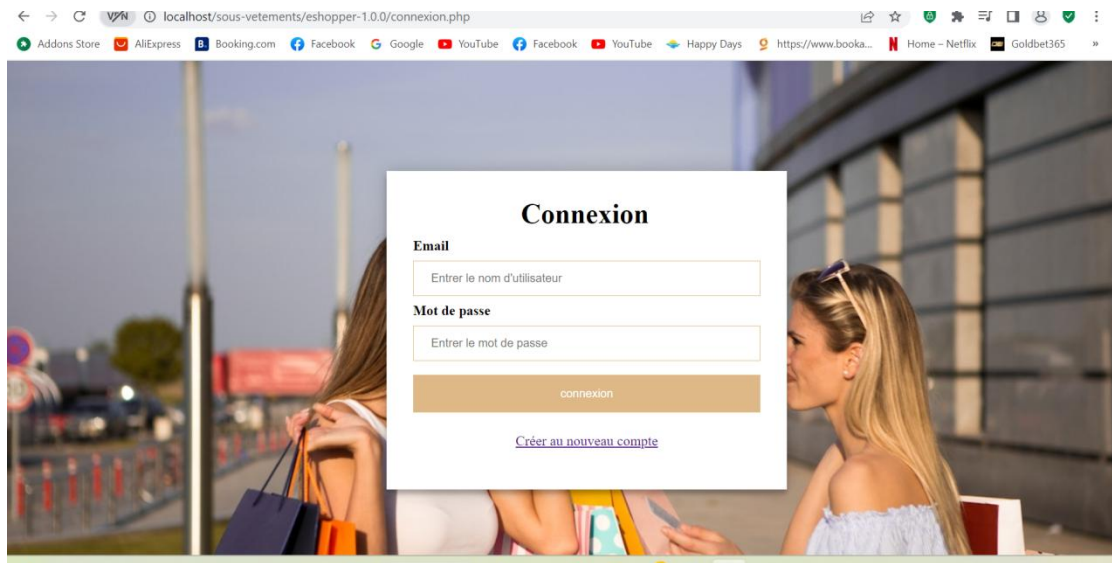 VPN localhost/sous-vetements/eshopper-1.0.0/connexion.php
Addons Store AliExpress B. Booking.com Facebook G Google YouTube Facebook YouTube Happy Days https://www.booka... N Home – Netflix Goldbet365 »
Connexion
Email
Entrer le nom d'utilisateur
Mot de passe
Entrer le mot de passe
connexion
Créer au nouveau compte